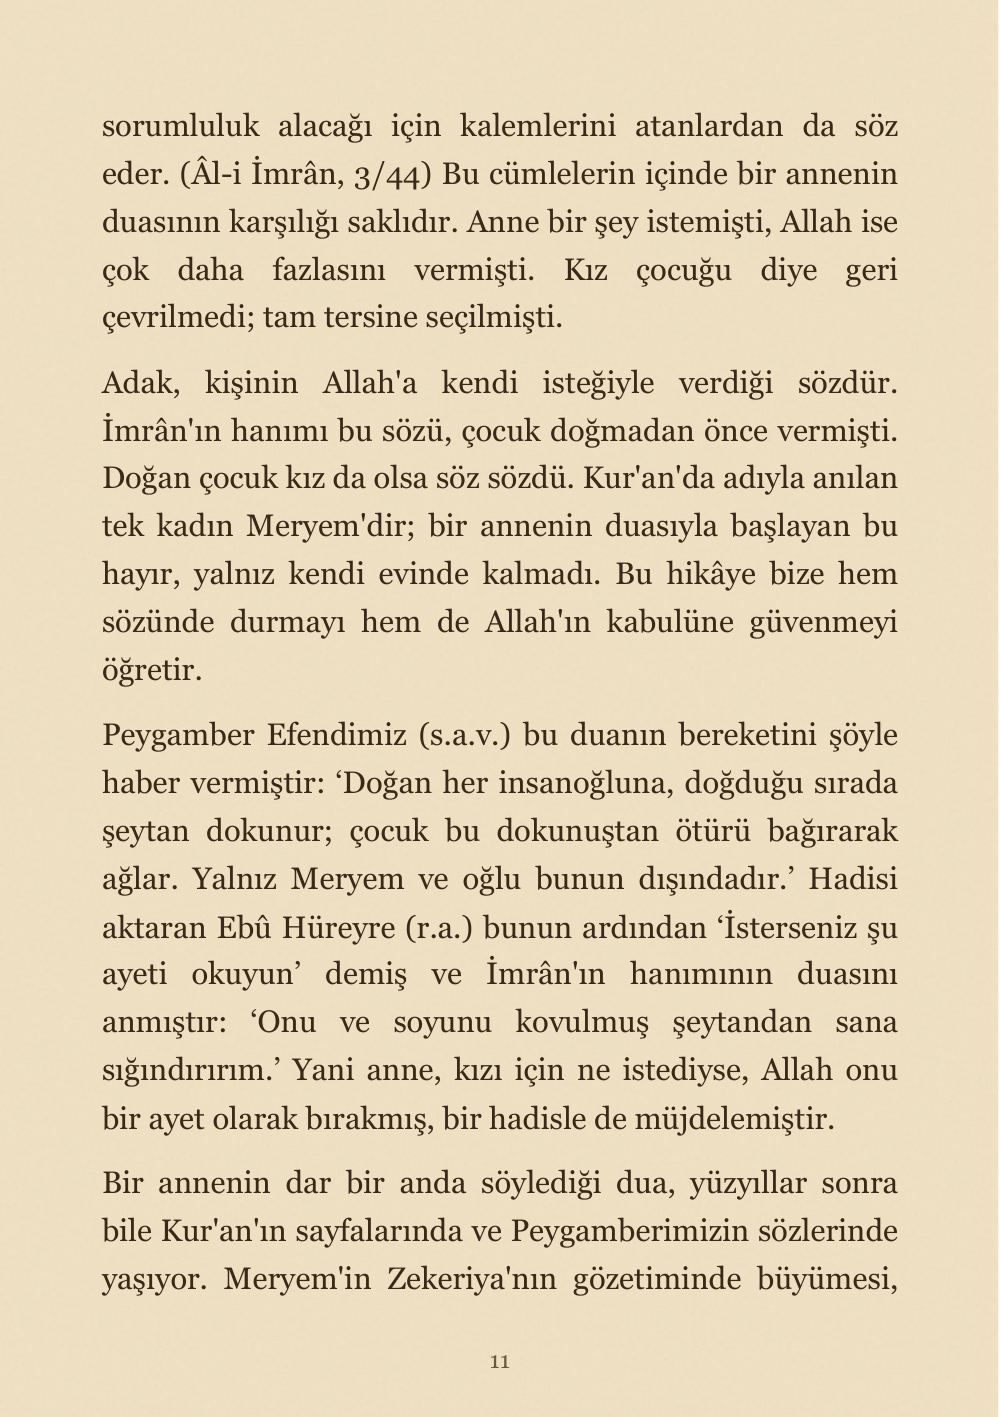 sorumluluk alacağı için kalemlerini atanlardan da söz
eder. (Âl-i İmrân, 3/44) Bu cümlelerin içinde bir annenin
duasının karşılığı saklıdır. Anne bir şey istemişti, Allah ise
çok daha fazlasını vermişti. Kız çocuğu diye geri
çevrilmedi; tam tersine seçilmişti.
Adak, kişinin Allah'a kendi isteğiyle verdiği sözdür.
İmrân'ın hanımı bu sözü, çocuk doğmadan önce vermişti.
Doğan çocuk kız da olsa söz sözdü. Kur'an'da adıyla anılan
tek kadın Meryem'dir; bir annenin duasıyla başlayan bu
hayır, yalnız kendi evinde kalmadı. Bu hikâye bize hem
sözünde durmayı hem de Allah'ın kabulüne güvenmeyi
öğretir.
Peygamber Efendimiz (s.a.v.) bu duanın bereketini şöyle
haber vermiştir: ‘Doğan her insanoğluna, doğduğu sırada
şeytan dokunur; çocuk bu dokunuştan ötürü bağırarak
ağlar. Yalnız Meryem ve oğlu bunun dışındadır.’ Hadisi
aktaran Ebû Hüreyre (r.a.) bunun ardından ‘İsterseniz şu
ayeti okuyun’ demiş ve İmrân'ın hanımının duasını
anmıştır: ‘Onu ve soyunu kovulmuş şeytandan sana
sığındırırım.’ Yani anne, kızı için ne istediyse, Allah onu
bir ayet olarak bırakmış, bir hadisle de müjdelemiştir.
Bir annenin dar bir anda söylediği dua, yüzyıllar sonra
bile Kur'an'ın sayfalarında ve Peygamberimizin sözlerinde
yaşıyor. Meryem'in Zekeriya'nın gözetiminde büyümesi,
11